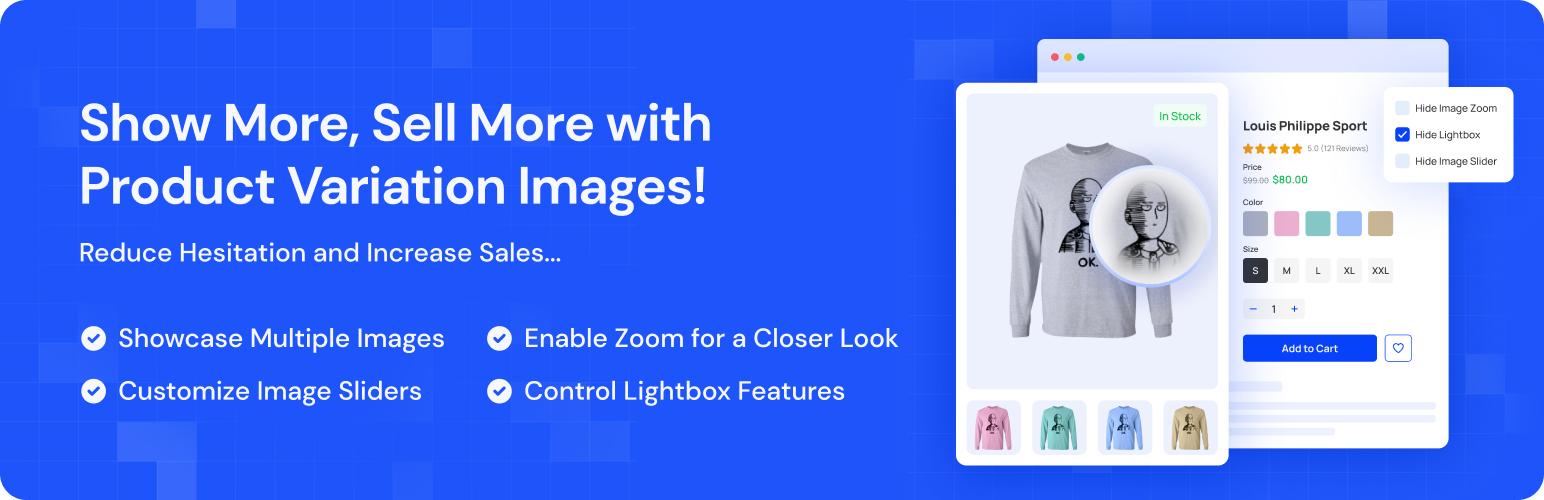 Show More, Sell More with
Product Variation Images!
Reduce Hesitation and Increase Sales...
Showcase Multiple Images
Enable Zoom for a Closer Look
Customize Image Sliders
Control Lightbox Features
In Stock
OK.
Louis Philippe Sport
5.0 (121 Reviews)
Price
$99.00 $80.00
Color
Size
S M L XL XXL
− 1 +
Add to Cart
Hide Image Zoom
Hide Lightbox
Hide Image Slider